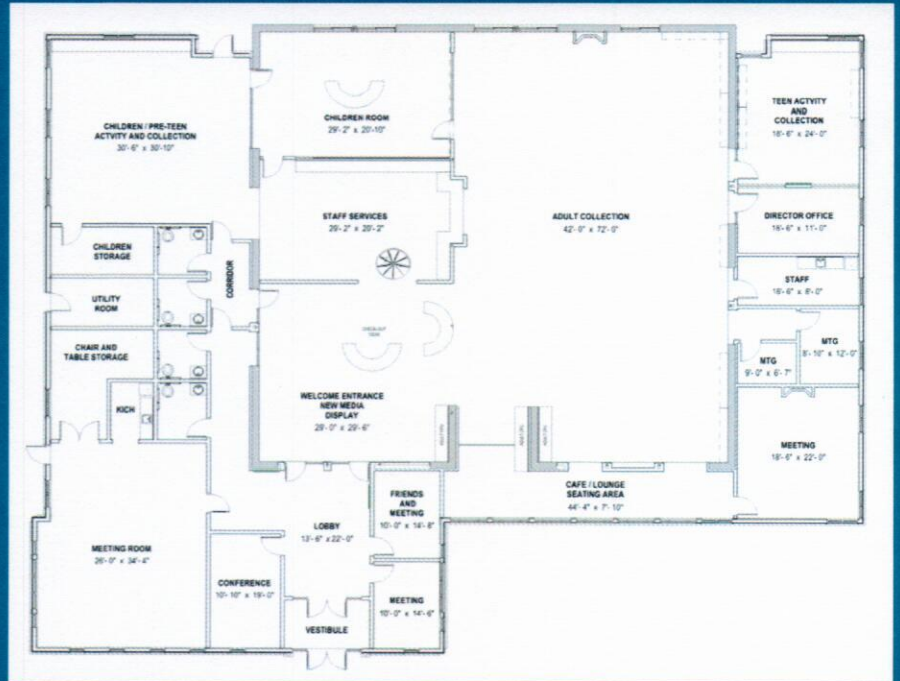 CHILDREN / PRE-TEEN
ACTVITY AND COLLECTION
30'- 6" x 30'-10"
CHILDREN ROOM
29'- 2" x 20'-10"
TEEN ACTVITY
AND
COLLECTION
18'- 6" x 24'- 0"
STAFF SERVICES
29'- 2" x 20'- 2"
ADULT COLLECTION
42'- 0" x 72'- 0"
DIRECTOR OFFICE
18'- 6" x 11'- 0"
CHILDREN
STORAGE
CORRIDOR
STAFF
18'- 6" x 8'- 0"
UTILITY
ROOM
CHECKOUT
DESK
CHAIR AND
TABLE STORAGE
MTG
8'- 10" x 12'- 0"
MTG
9'- 0" x 6'- 7"
KICH
WELCOME ENTRANCE
NEW MEDIA
DISPLAY
29'- 0" x 29'- 6"
MEETING
18'- 6" x 22'- 0"
CAFE / LOUNGE
SEATING AREA
44'- 4" x 7'- 10"
FRIENDS
AND
MEETING
10'- 0" x 14'- 8"
LOBBY
13'- 6" x 22'- 0"
MEETING ROOM
26'- 0" x 34'- 4"
CONFERENCE
10'- 10" x 19'- 0"
MEETING
10'- 0" x 14'- 6"
VESTIBULE